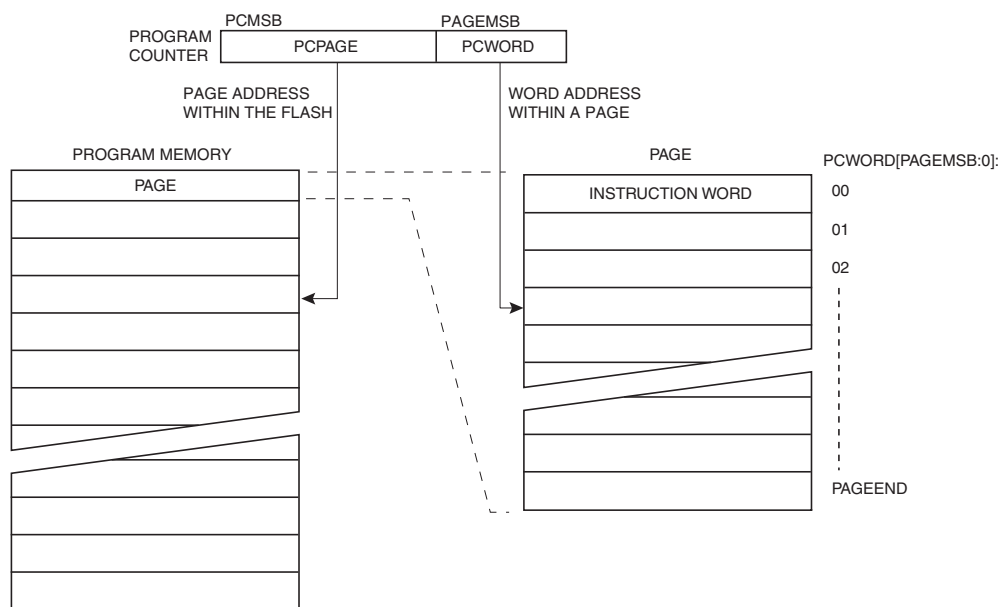 PCMSB
PAGEMSB
PROGRAM
COUNTER
PCPAGE
PCWORD
PAGE ADDRESS
WITHIN THE FLASH
WORD ADDRESS
WITHIN A PAGE
PROGRAM MEMORY
PAGE
PAGE
PCWORD[PAGEMSB:0]:
INSTRUCTION WORD
00
01
02
PAGEEND